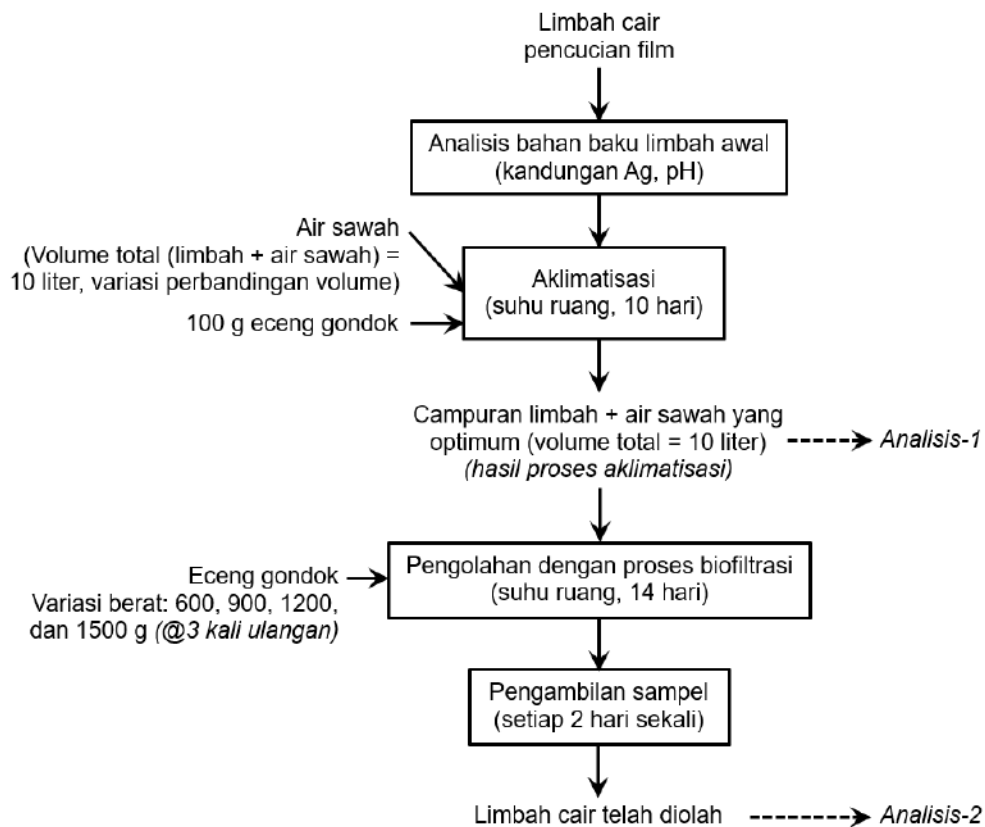 Limbah cair
pencucian film
Analisis bahan baku limbah awal
(kandungan Ag, pH)
Air sawah
(Volume total (limbah + air sawah) =
10 liter, variasi perbandingan volume)
100 g eceng gondok
Aklimatisasi
(suhu ruang, 10 hari)
Campuran limbah + air sawah yang
optimum (volume total = 10 liter)
(hasil proses aklimatisasi)
Analisis-1
Eceng gondok
Variasi berat: 600, 900, 1200,
dan 1500 g (@3 kali ulangan)
Pengolahan dengan proses biofiltrasi
(suhu ruang, 14 hari)
Pengambilan sampel
(setiap 2 hari sekali)
Limbah cair telah diolah
Analisis-2